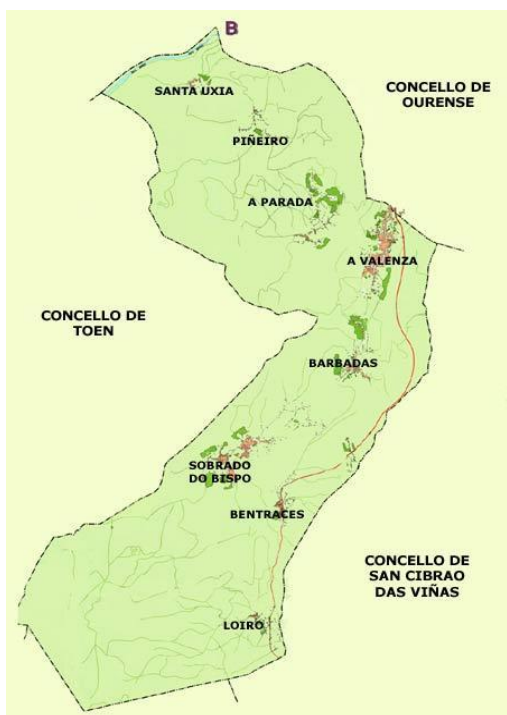 B
SANTA UXIA
CONCELLO DE
OURENSE
PIÑEIRO
A PARADA
A VALENZA
CONCELLO DE
TOEN
BARBADAS
SOBRADO
DO BISPO
BENTRACES
CONCELLO DE
SAN CIBRAO
DAS VIÑAS
LOIRO